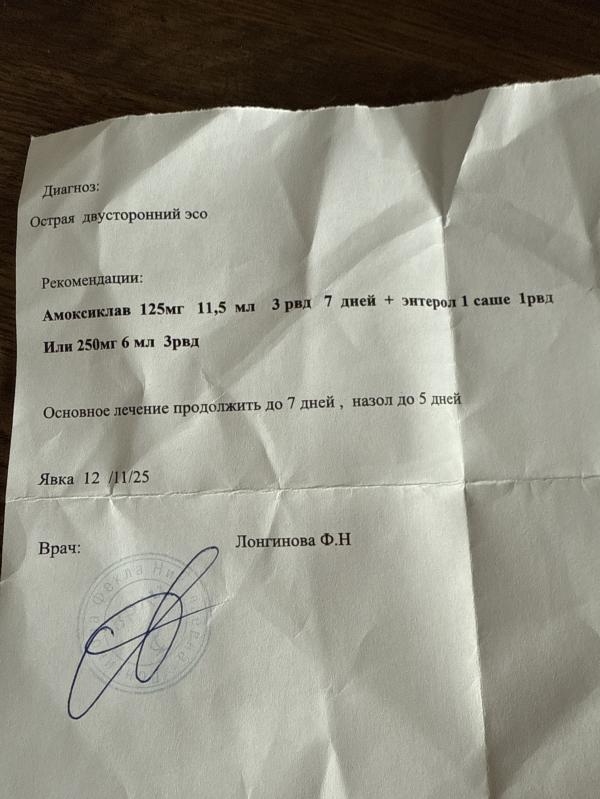 Диагноз:
Острая двусторонний эсо
Рекомендации:
Амоксиклав 125мг 11,5 мл 3 рвд 7 дней + энтерол 1 саше 1рвд
Или 250мг 6 мл 3рвд
Основное лечение продолжить до 7 дней , назол до 5 дней
Явка 12 /11/25
Врач: Лонгинова Ф.Н
Фекла